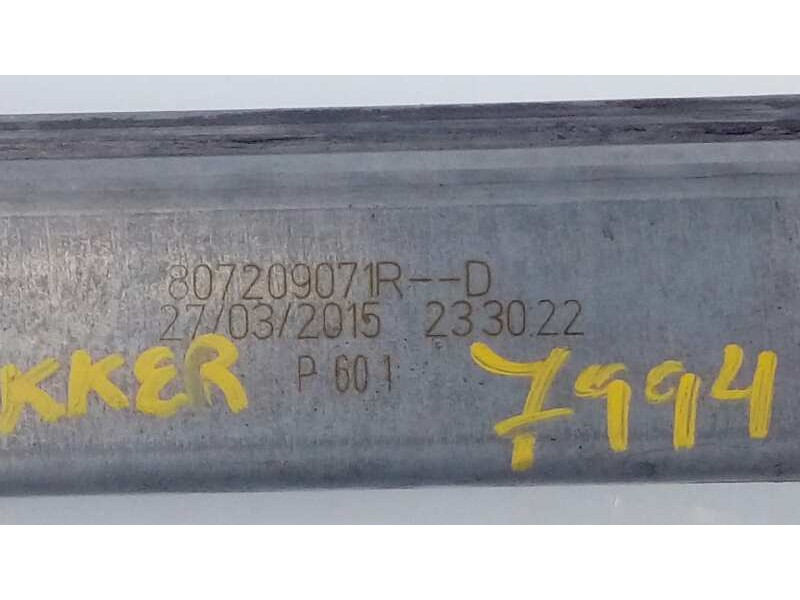 807209071R--D
27/03/2015 23:30:22
P 60 1
KKER 7994